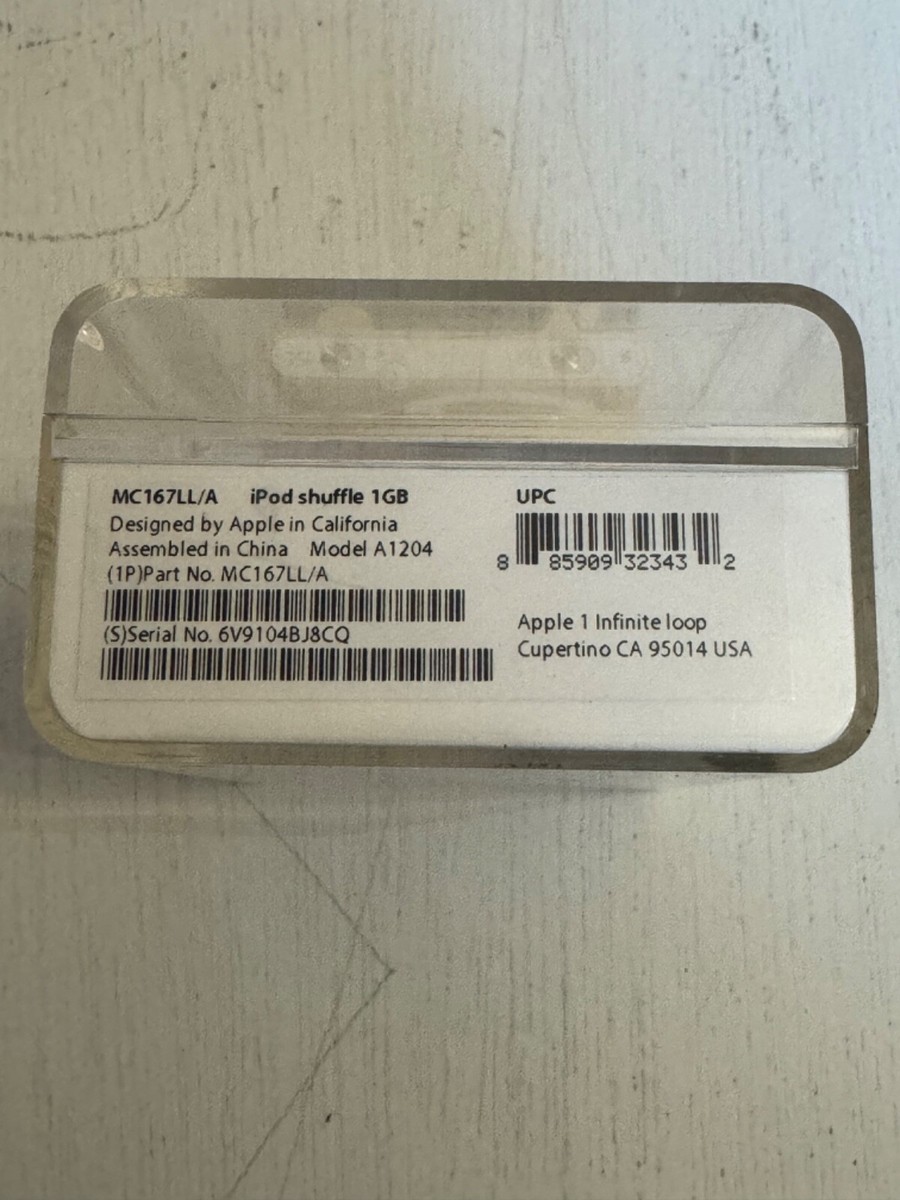 MC167LL/A iPod shuffle 1GB
Designed by Apple in California
Assembled in China Model A1204
(1P)Part No. MC167LL/A
(S)Serial No. 6V9104BJ8CQ
UPC
8 85909 32343 2
Apple 1 Infinite loop
Cupertino CA 95014 USA